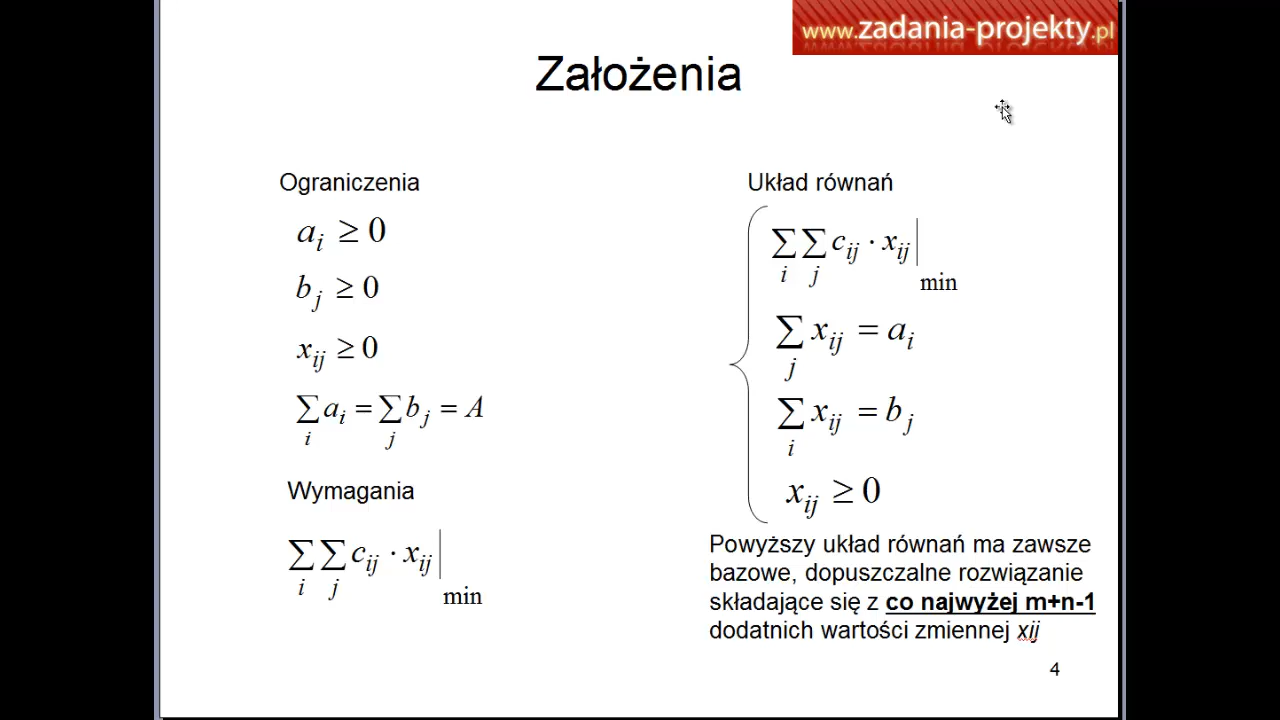 www.zadania-projekty.pl
Założenia
Ograniczenia
a_i ≥ 0
b_j ≥ 0
x_ij ≥ 0
∑_i a_i = ∑_j b_j = A
Wymagania
∑_i ∑_j c_ij · x_ij |_min
Układ równań
∑_i ∑_j c_ij · x_ij |_min
∑_j x_ij = a_i
∑_i x_ij = b_j
x_ij ≥ 0
Powyższy układ równań ma zawsze
bazowe, dopuszczalne rozwiązanie
składające się z co najwyżej m+n-1
dodatnich wartości zmiennej xij
4